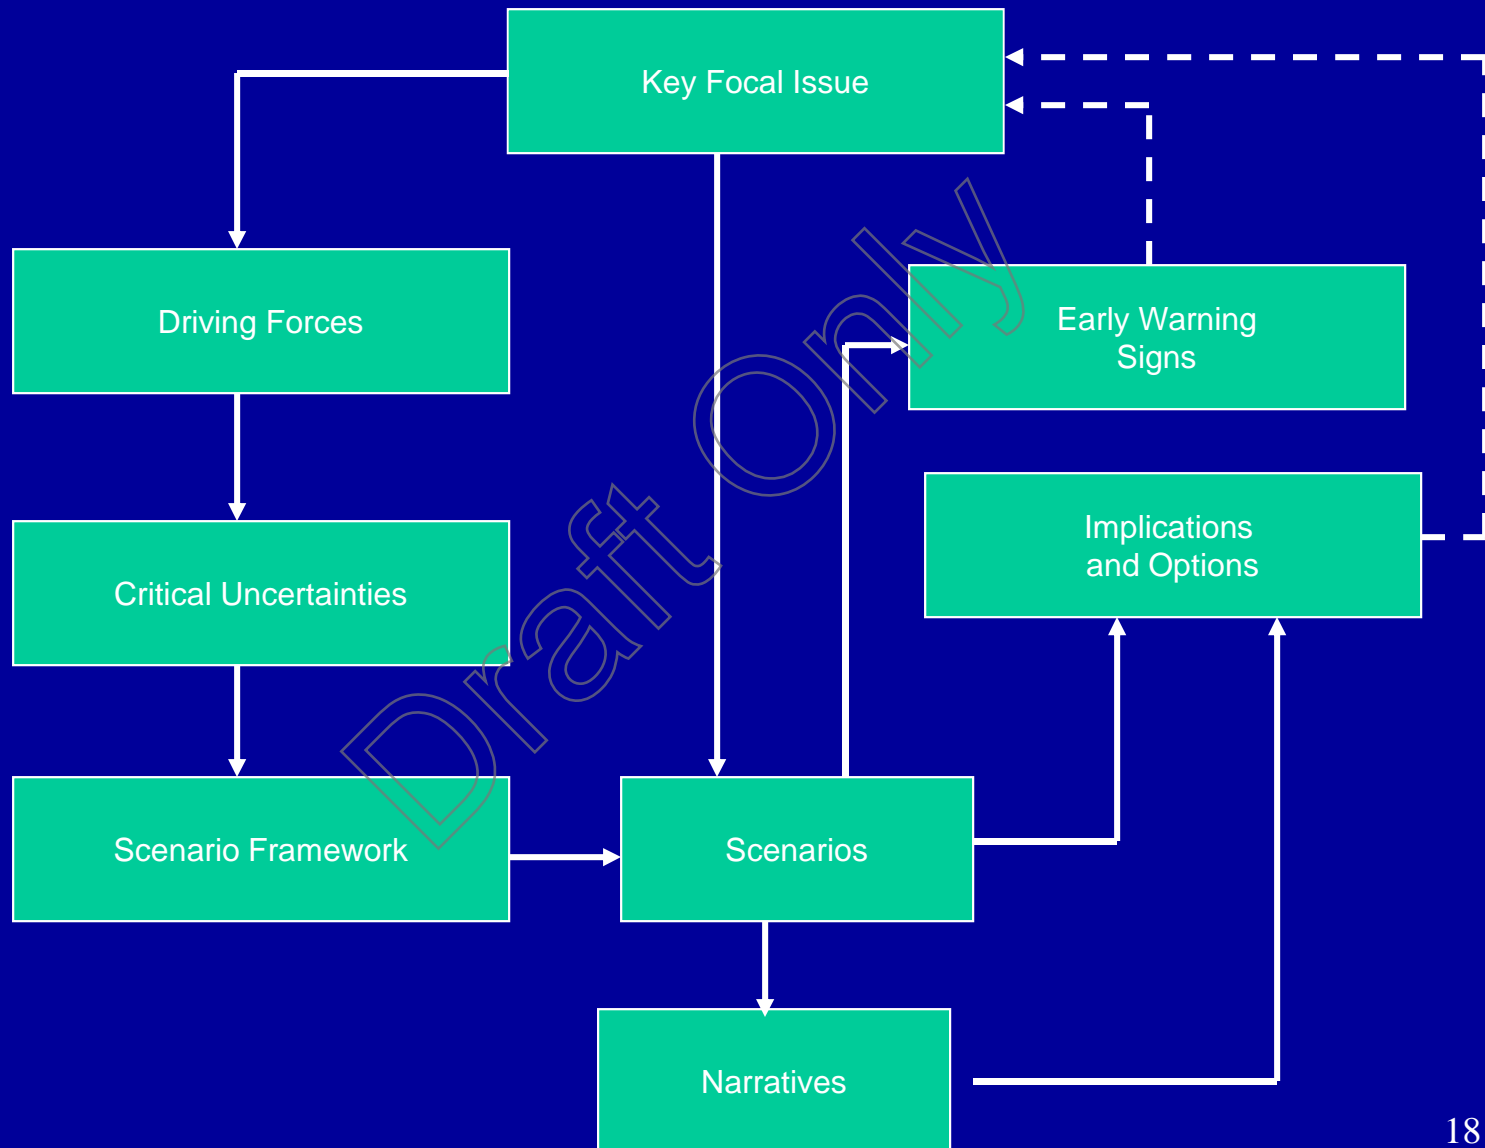 Key Focal Issue
Driving Forces
Early Warning
Signs
Implications
and Options
Critical Uncertainties
Scenario Framework
Scenarios
Narratives
Draft Only
18